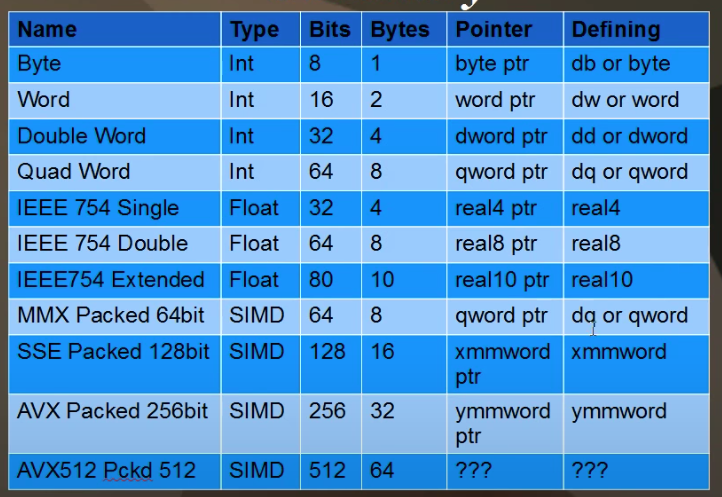 Name Type Bits Bytes Pointer Defining
Byte Int 8 1 byte ptr db or byte
Word Int 16 2 word ptr dw or word
Double Word Int 32 4 dword ptr dd or dword
Quad Word Int 64 8 qword ptr dq or qword
IEEE 754 Single Float 32 4 real4 ptr real4
IEEE 754 Double Float 64 8 real8 ptr real8
IEEE754 Extended Float 80 10 real10 ptr real10
MMX Packed 64bit SIMD 64 8 qword ptr dq or qword
SSE Packed 128bit SIMD 128 16 xmmword xmmword
ptr
AVX Packed 256bit SIMD 256 32 ymmword ymmword
ptr
AVX512 Pckd 512 SIMD 512 64 ??? ???